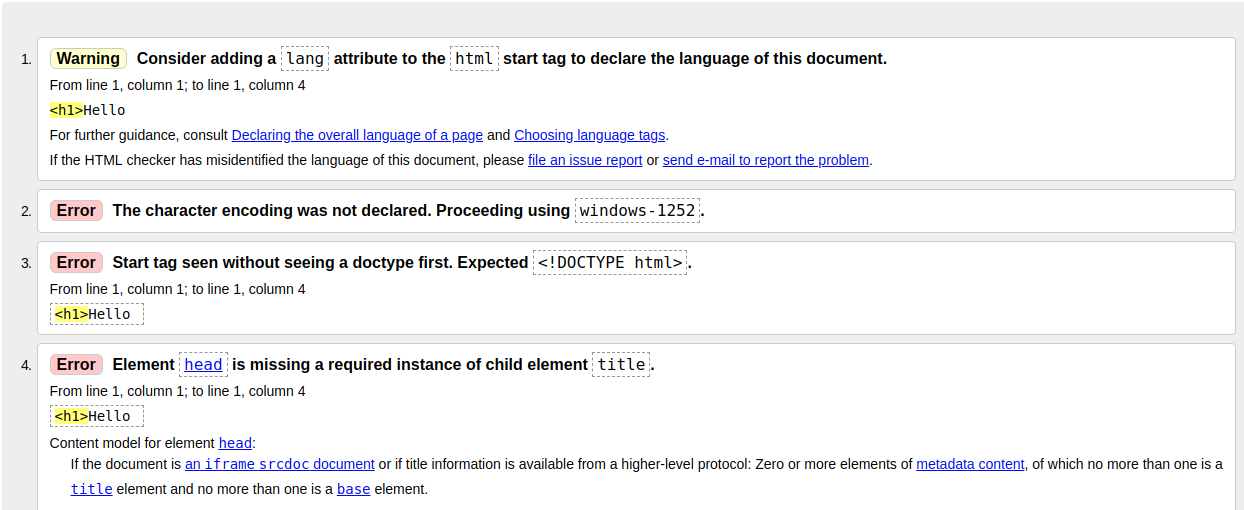 1. Warning Consider adding a lang attribute to the html start tag to declare the language of this document.
From line 1, column 1; to line 1, column 4
<h1>Hello
For further guidance, consult Declaring the overall language of a page and Choosing language tags.
If the HTML checker has misidentified the language of this document, please file an issue report or send e-mail to report the problem.
2. Error The character encoding was not declared. Proceeding using windows-1252.
3. Error Start tag seen without seeing a doctype first. Expected <!DOCTYPE html>.
From line 1, column 1; to line 1, column 4
<h1>Hello
4. Error Element head is missing a required instance of child element title.
From line 1, column 1; to line 1, column 4
<h1>Hello
Content model for element head:
If the document is an iframe srcdoc document or if title information is available from a higher-level protocol: Zero or more elements of metadata content, of which no more than one is a
title element and no more than one is a base element.